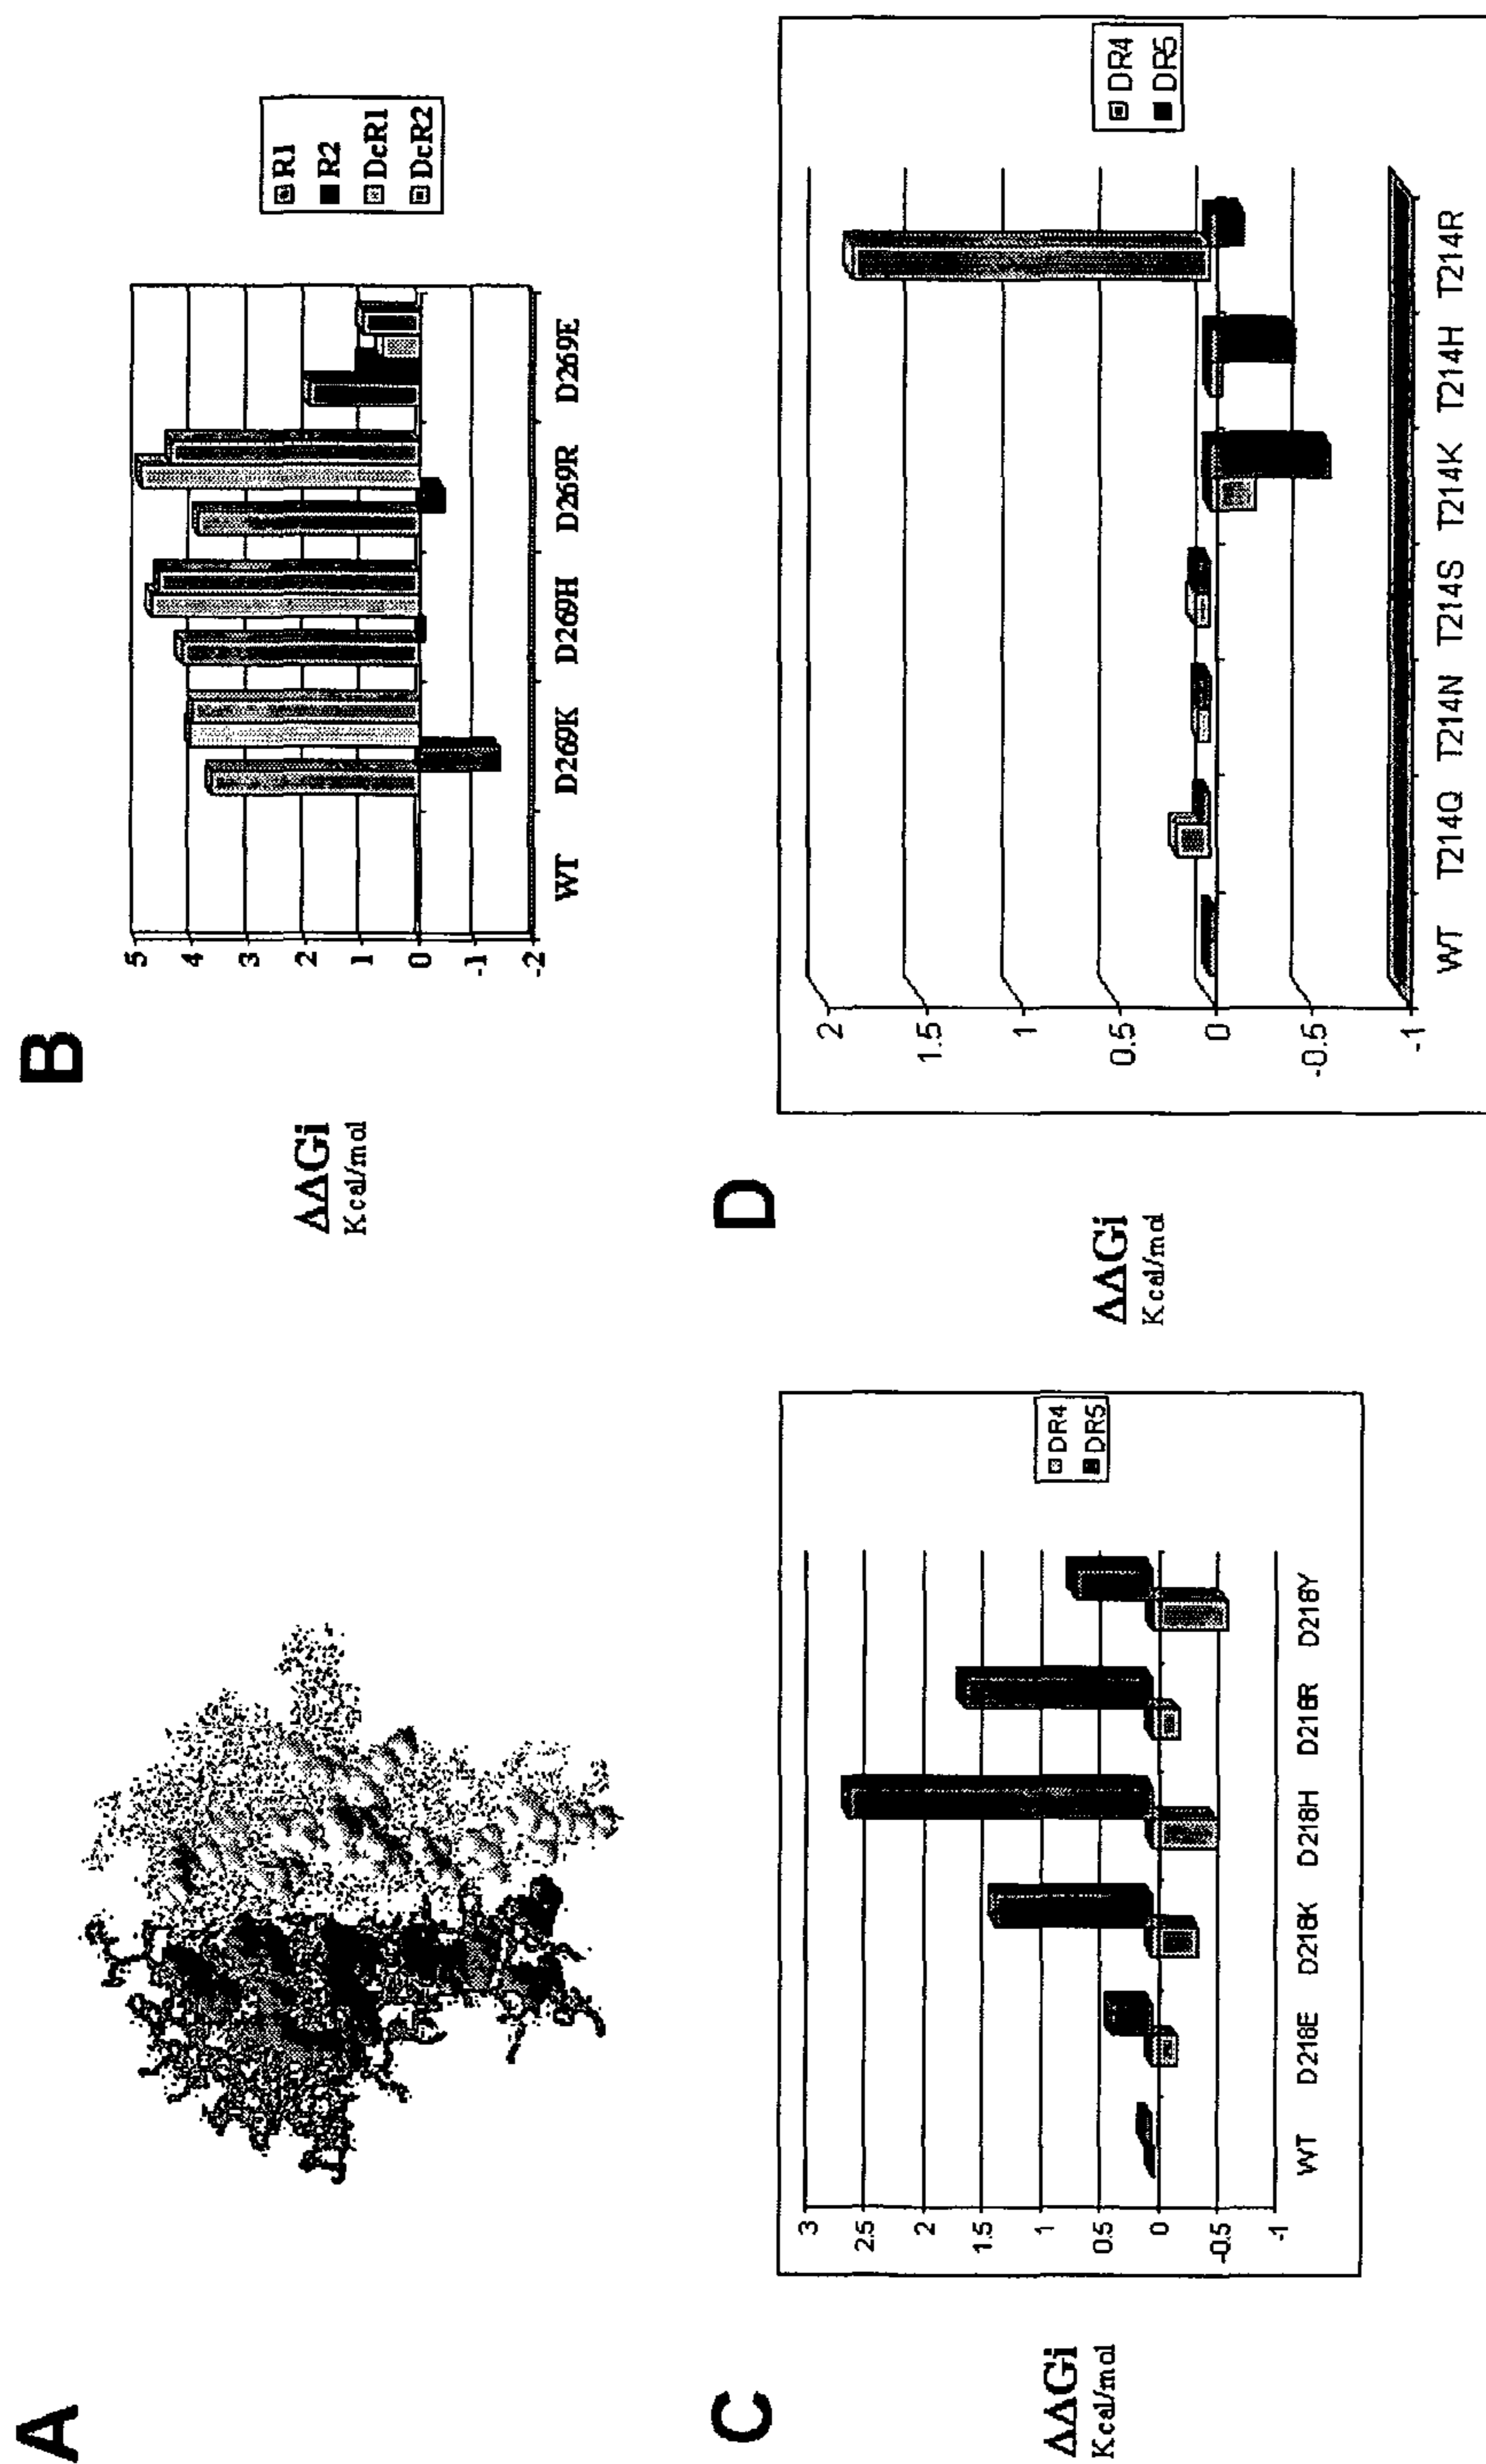 A
B
ΔΔGi
Kcal/mol
5
4
3
2
1
0
-1
-2
WT
D269K
D269H
D269R
D269E
R1
R2
DcR1
DcR2
C
ΔΔGi
Kcal/mol
3
2.5
2
1.5
1
0.5
0
-0.5
-1
WT
D218E
D218K
D218H
D218R
D218Y
DR4
DR5
D
ΔΔGi
Kcal/mol
2
1.5
1
0.5
0
-0.5
-1
WT
T214Q
T214N
T214S
T214K
T214H
T214R
DR4
DR5